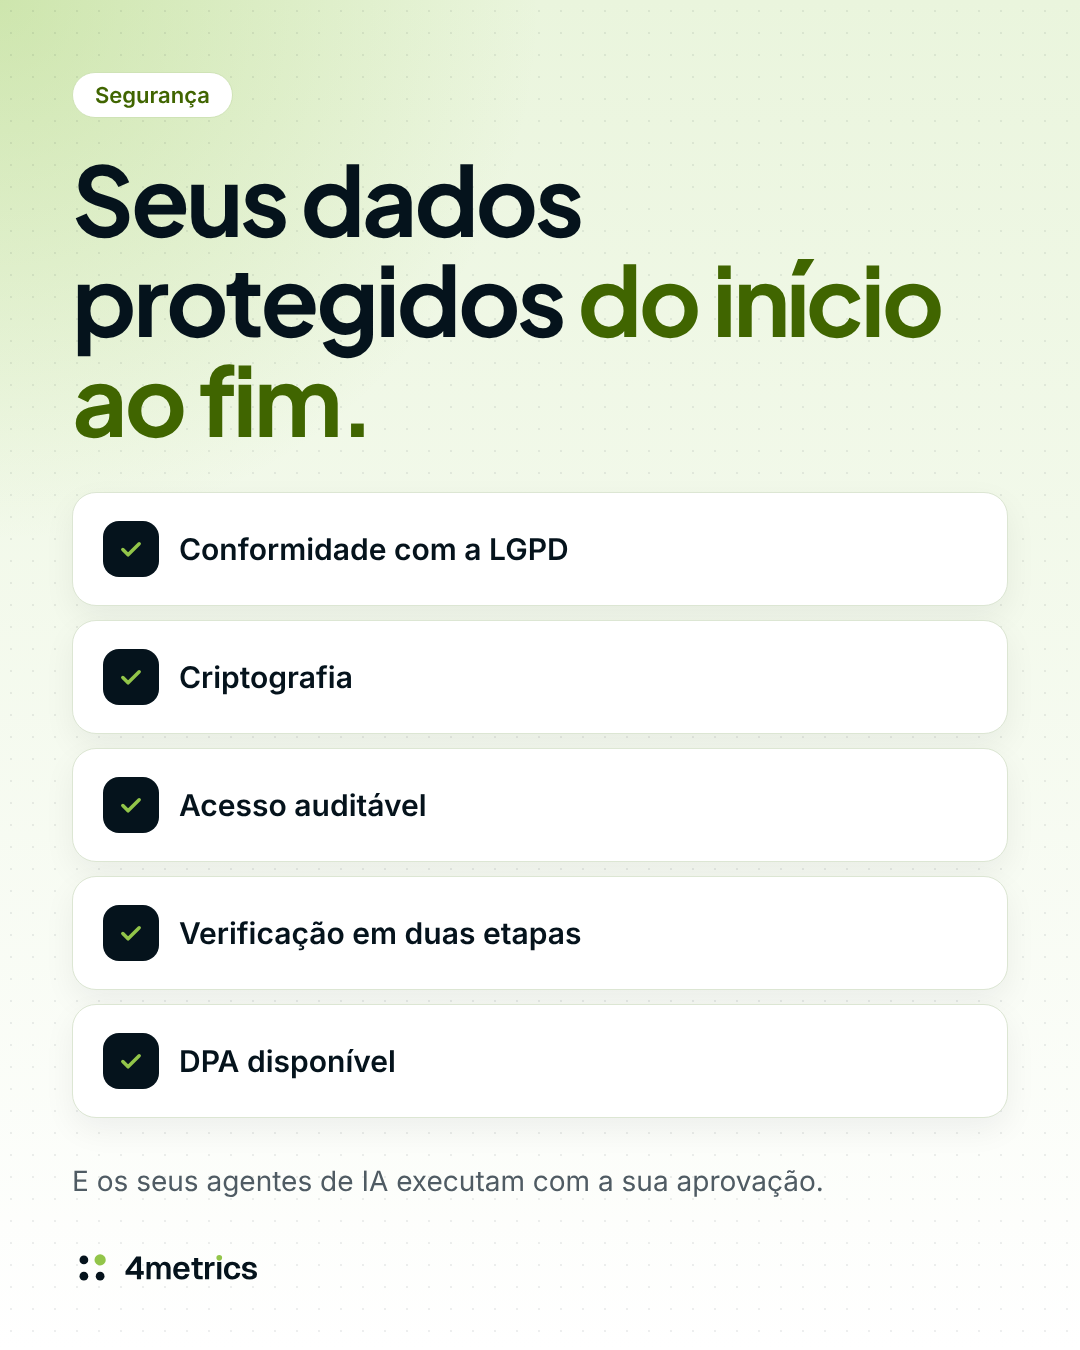 Segurança
Seus dados
protegidos do início
ao fim.
Conformidade com a LGPD
Criptografia
Acesso auditável
Verificação em duas etapas
DPA disponível
E os seus agentes de IA executam com a sua aprovação.
4metrics